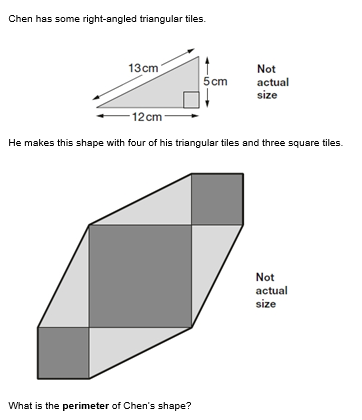 Chen has some right-angled triangular tiles.
13cm
5cm
12cm
Not
actual
size
He makes this shape with four of his triangular tiles and three square tiles.
Not
actual
size
What is the perimeter of Chen's shape?